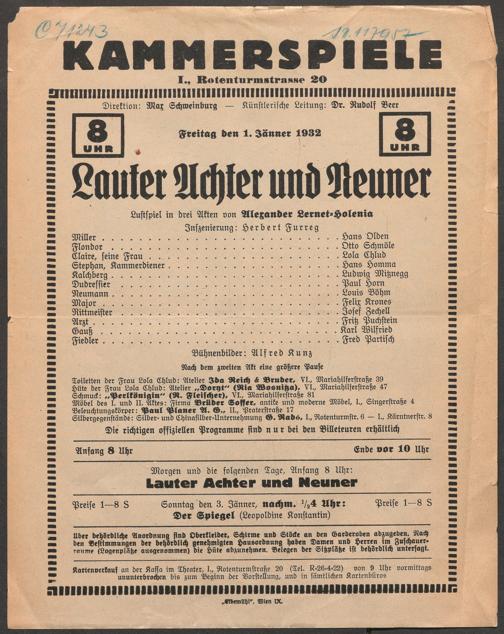 C 71243
KAMMERSPIELE
I., Rotenturmstrasse 20
Direktion: Max Schweinburg — Künstlerische Leitung: Dr. Rudolf Beer
8 UHR
Freitag den 1. Jänner 1932
8 UHR
Lauter Achter und Neuner
Lustspiel in drei Akten von Alexander Lernet-Holenia
Inszenierung: Herbert Furreg
Miller . . . Hans Olden
Flondor . . . Otto Schmöle
Claire, seine Frau . . . Lola Chlud
Stephan, Kammerdiener . . . Hans Homma
Kalchberg . . . Ludwig Mitznegg
Dudressier . . . Paul Horn
Neumann . . . Louis Böhm
Major . . . Felix Krones
Rittmeister . . . Josef Zechell
Arzt . . . Fritz Puchstein
Gauß . . . Karl Wilfried
Fiedler . . . Fred Partisch
Bühnenbilder: Alfred Kunz
Nach dem zweiten Akt eine größere Pause
Toiletten der Frau Lola Chlud: Atelier Ida Reich & Bruder, VI., Mariahilferstraße 39
Hüte der Frau Lola Chlud: Atelier „Doryt“ (Ria Wosnitza), VI., Mariahilferstraße 47
Schmuck: „Perlkönigin“ (R. Fleischer), VI., Mariahilferstraße 81
Möbel des I. und II. Aktes: Firma Brüder Soffer, antike und moderne Möbel, I., Singerstraße 4
Beleuchtungskörper: Paul Planer A. G., II., Praterstraße 17
Silbergegenstände: Silber- und Chinasilber-Unternehmung G. Radó, I., Rotenturmstr. 6 — I., Kärntnerstr. 8
Die richtigen offiziellen Programme sind nur bei den Billeteuren erhältlich
Anfang 8 Uhr
Ende vor 10 Uhr
Morgen und die folgenden Tage, Anfang 8 Uhr:
Lauter Achter und Neuner
Preise 1—8 S
Sonntag den 3. Jänner, nachm. ½4 Uhr:
Preise 1—8 S
Der Spiegel (Leopoldine Konstantin)
Über behördliche Anordnung sind Oberkleider, Schirme und Stöcke an den Garderoben abzugeben. Nach
den Bestimmungen der behördlich genehmigten Hausordnung haben Damen und Herren im Zuschauer-
raume (Logenplätze ausgenommen) die Hüte abzunehmen. Belegen der Sitzplätze ist behördlich untersagt.
Kartenverkauf an der Kassa im Theater, I., Rotenturmstraße 20 (Tel. R-26-4-22) von 9 Uhr vormittags
ununterbrochen bis zum Beginn der Vorstellung, und in sämtlichen Kartenbüros
„Elbemühl“, Wien IX.